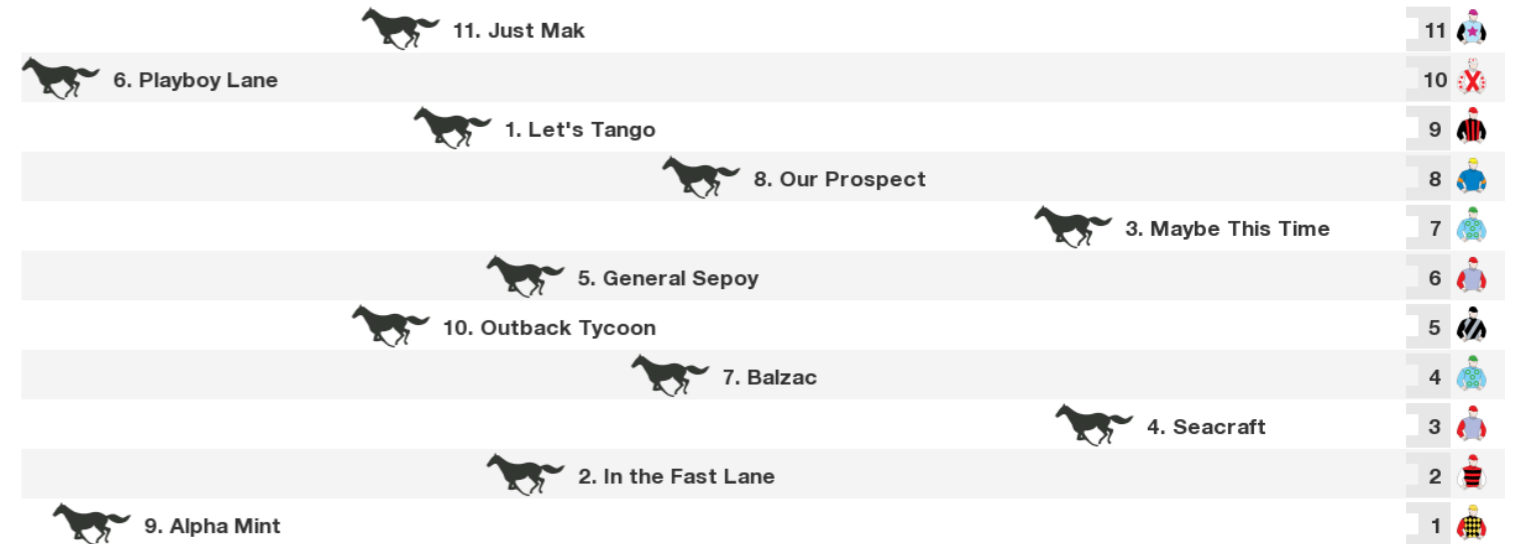 11. Just Mak 11
6. Playboy Lane 10
1. Let's Tango 9
8. Our Prospect 8
3. Maybe This Time 7
5. General Sepoy 6
10. Outback Tycoon 5
7. Balzac 4
4. Seacraft 3
2. In the Fast Lane 2
9. Alpha Mint 1